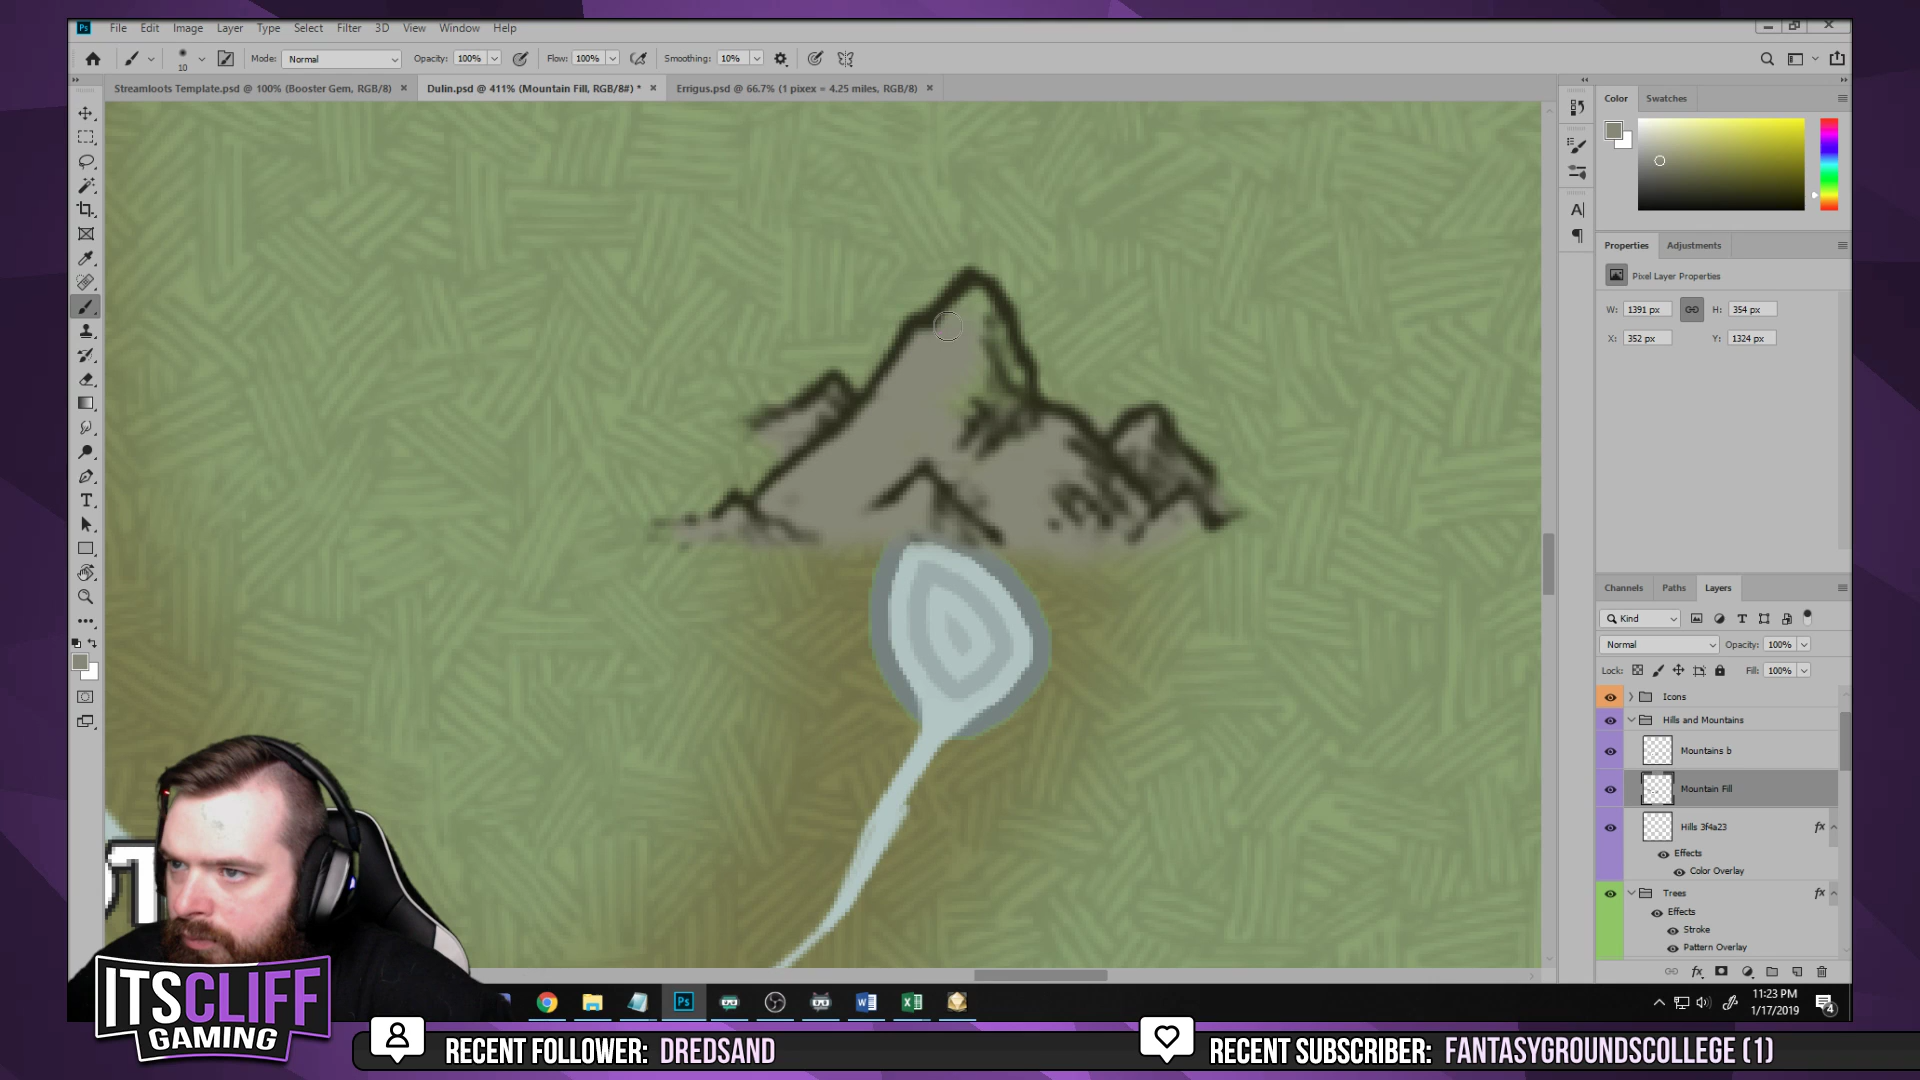 File Edit Image Layer Type Select Filter 3D View Window Help
10 Mode: Normal Opacity: 100% Flow: 100% Smoothing: 10%
Streamloots Template.psd @ 100% (Booster Gem, RGB/8) Dulin.psd @ 411% (Mountain Fill, RGB/8#) * Errigus.psd @ 66.7% (1 pixex = 4.25 miles, RGB/8)
Color Swatches
Properties Adjustments
Pixel Layer Properties
W: 1391 px H: 354 px
X: 352 px Y: 1324 px
Channels Paths Layers
Kind
Normal Opacity: 100%
Lock: Fill: 100%
Icons
Hills and Mountains
Mountains b
Mountain Fill
Hills 3f4a23 fx
Effects
Color Overlay
Trees fx
Effects
Stroke
Pattern Overlay
11:23 PM
1/17/2019
4
ITSCLIFF
GAMING
RECENT FOLLOWER: DREDSAND
RECENT SUBSCRIBER: FANTASYGROUNDSCOLLEGE (1)